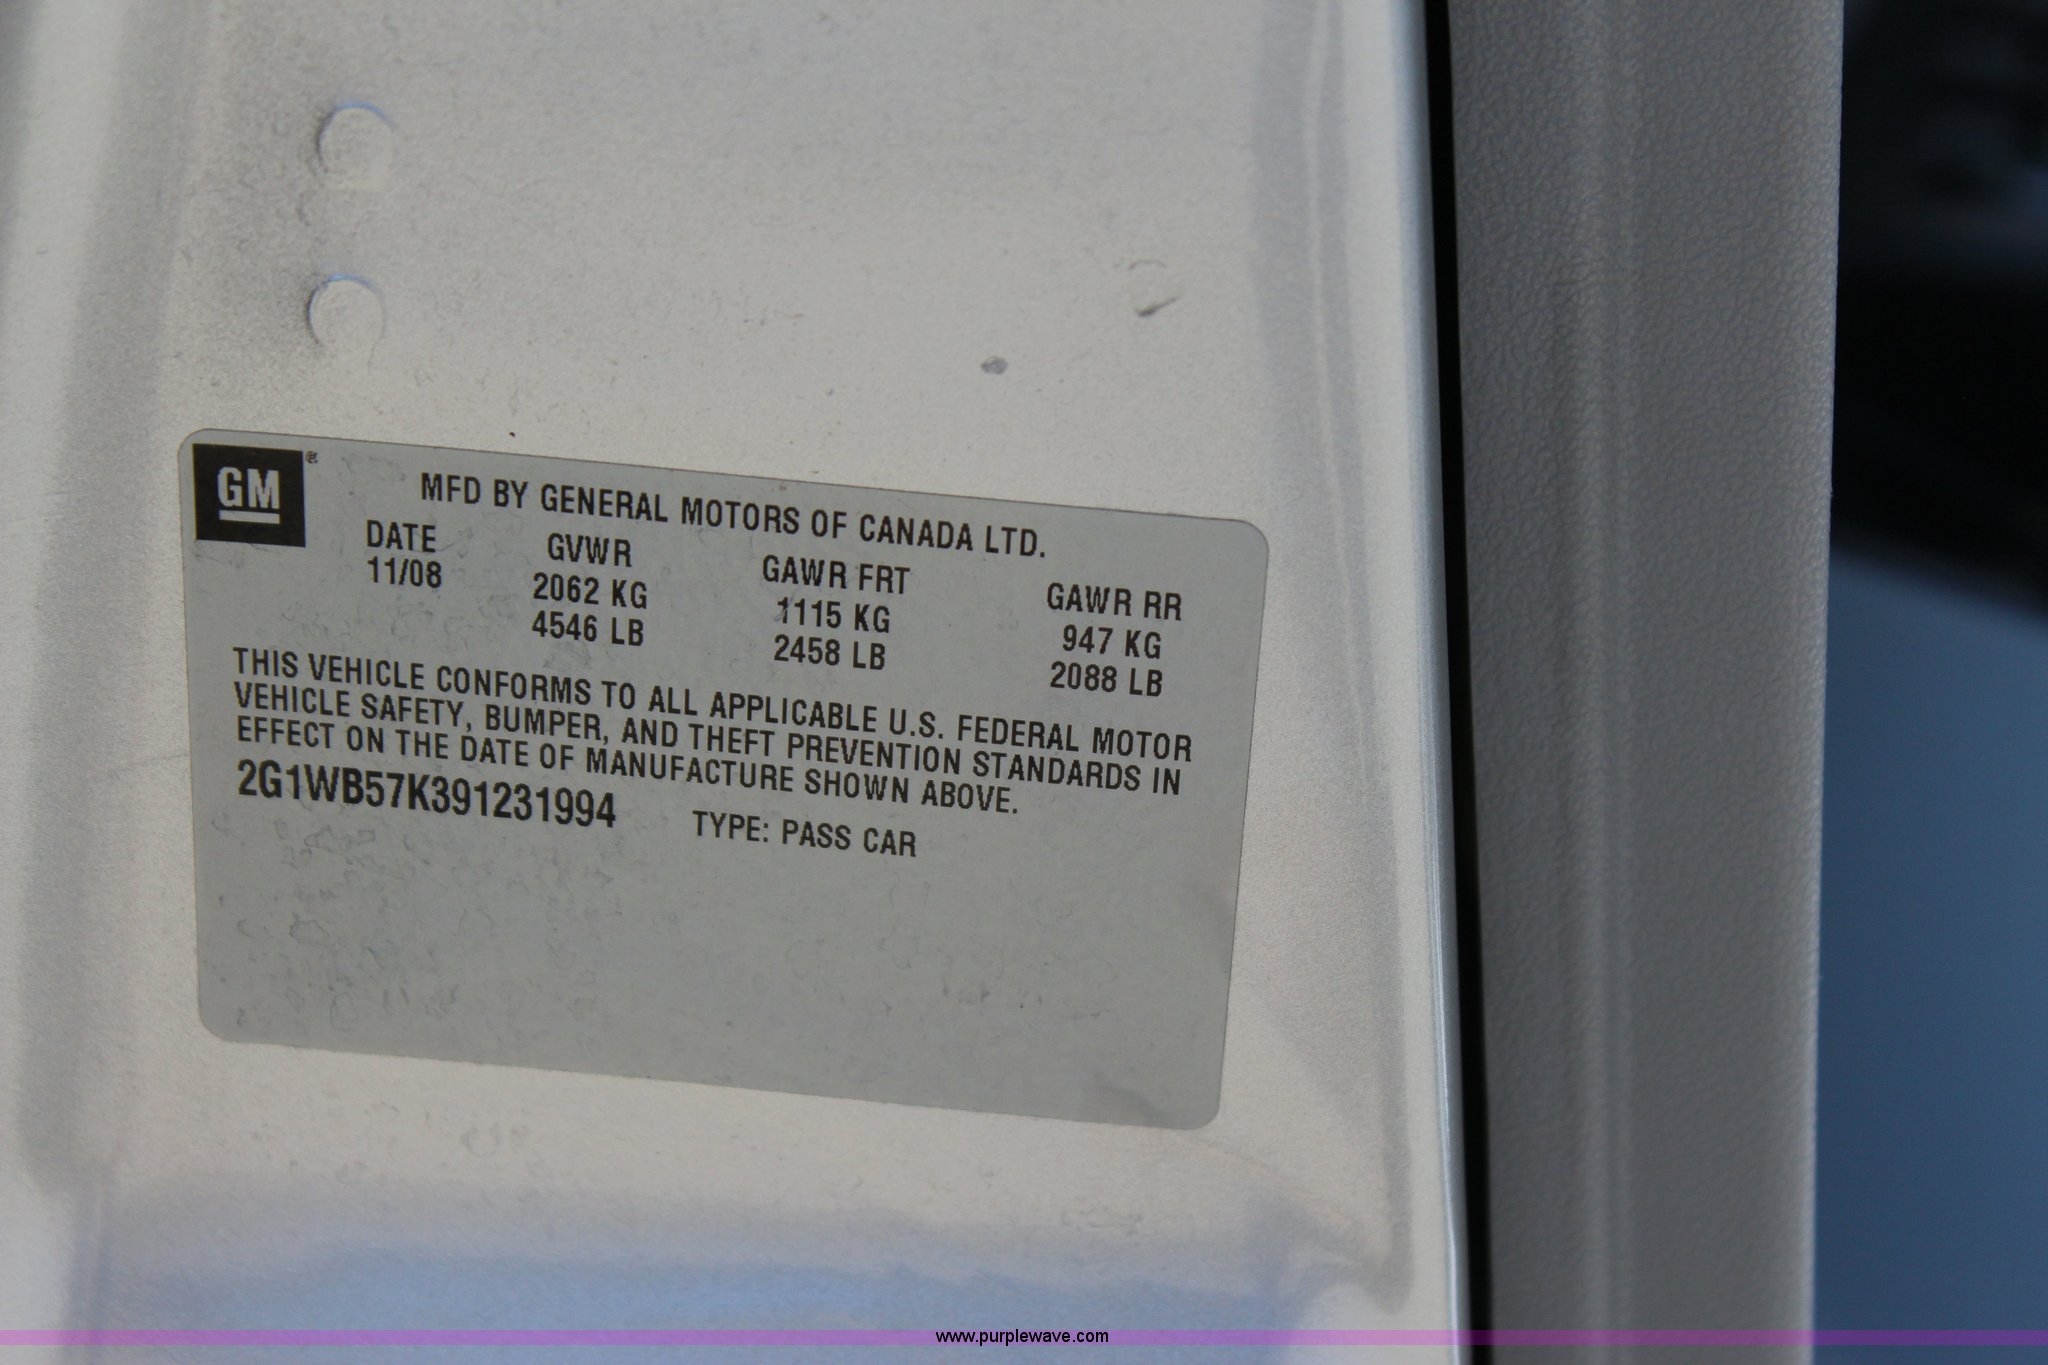 GM®
MFD BY GENERAL MOTORS OF CANADA LTD.
DATE GVWR GAWR FRT GAWR RR
11/08 2062 KG 1115 KG 947 KG
4546 LB 2458 LB 2088 LB
THIS VEHICLE CONFORMS TO ALL APPLICABLE U.S. FEDERAL MOTOR
VEHICLE SAFETY, BUMPER, AND THEFT PREVENTION STANDARDS IN
EFFECT ON THE DATE OF MANUFACTURE SHOWN ABOVE.
2G1WB57K391231994 TYPE: PASS CAR
www.purplewave.com